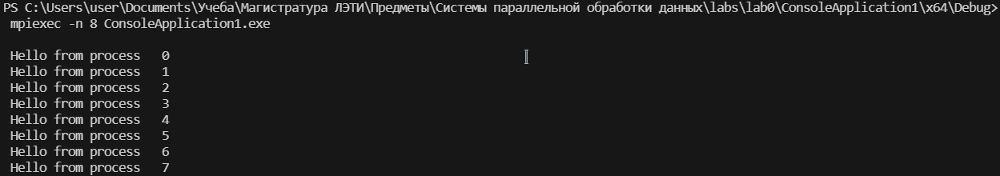 PS C:\Users\user\Documents\Учеба\Магистратура ЛЭТИ\Предметы\Системы параллельной обработки данных\labs\lab0\ConsoleApplication1\x64\Debug>
mpiexec -n 8 ConsoleApplication1.exe
Hello from process   0
Hello from process   1
Hello from process   2
Hello from process   3
Hello from process   4
Hello from process   5
Hello from process   6
Hello from process   7